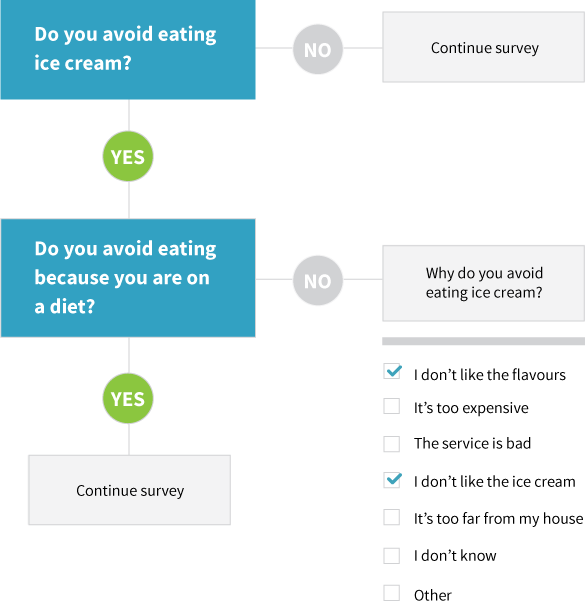 Do you avoid eating
ice cream?
NO
Continue survey
YES
Do you avoid eating
because you are on
a diet?
NO
Why do you avoid
eating ice cream?
YES
Continue survey
I don’t like the flavours
It’s too expensive
The service is bad
I don’t like the ice cream
It’s too far from my house
I don’t know
Other